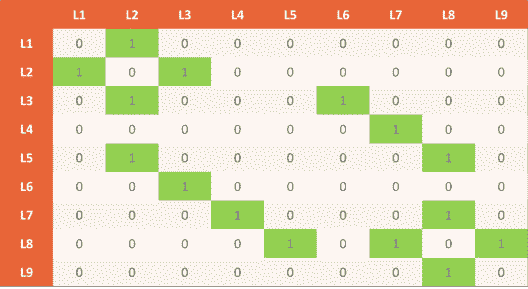 L1 L2 L3 L4 L5 L6 L7 L8 L9
L1 0 1 0 0 0 0 0 0 0
L2 1 0 1 0 0 0 0 0 0
L3 0 1 0 0 0 1 0 0 0
L4 0 0 0 0 0 0 1 0 0
L5 0 1 0 0 0 0 0 1 0
L6 0 0 1 0 0 0 0 0 0
L7 0 0 0 1 0 0 0 1 0
L8 0 0 0 0 1 0 1 0 1
L9 0 0 0 0 0 0 0 1 0